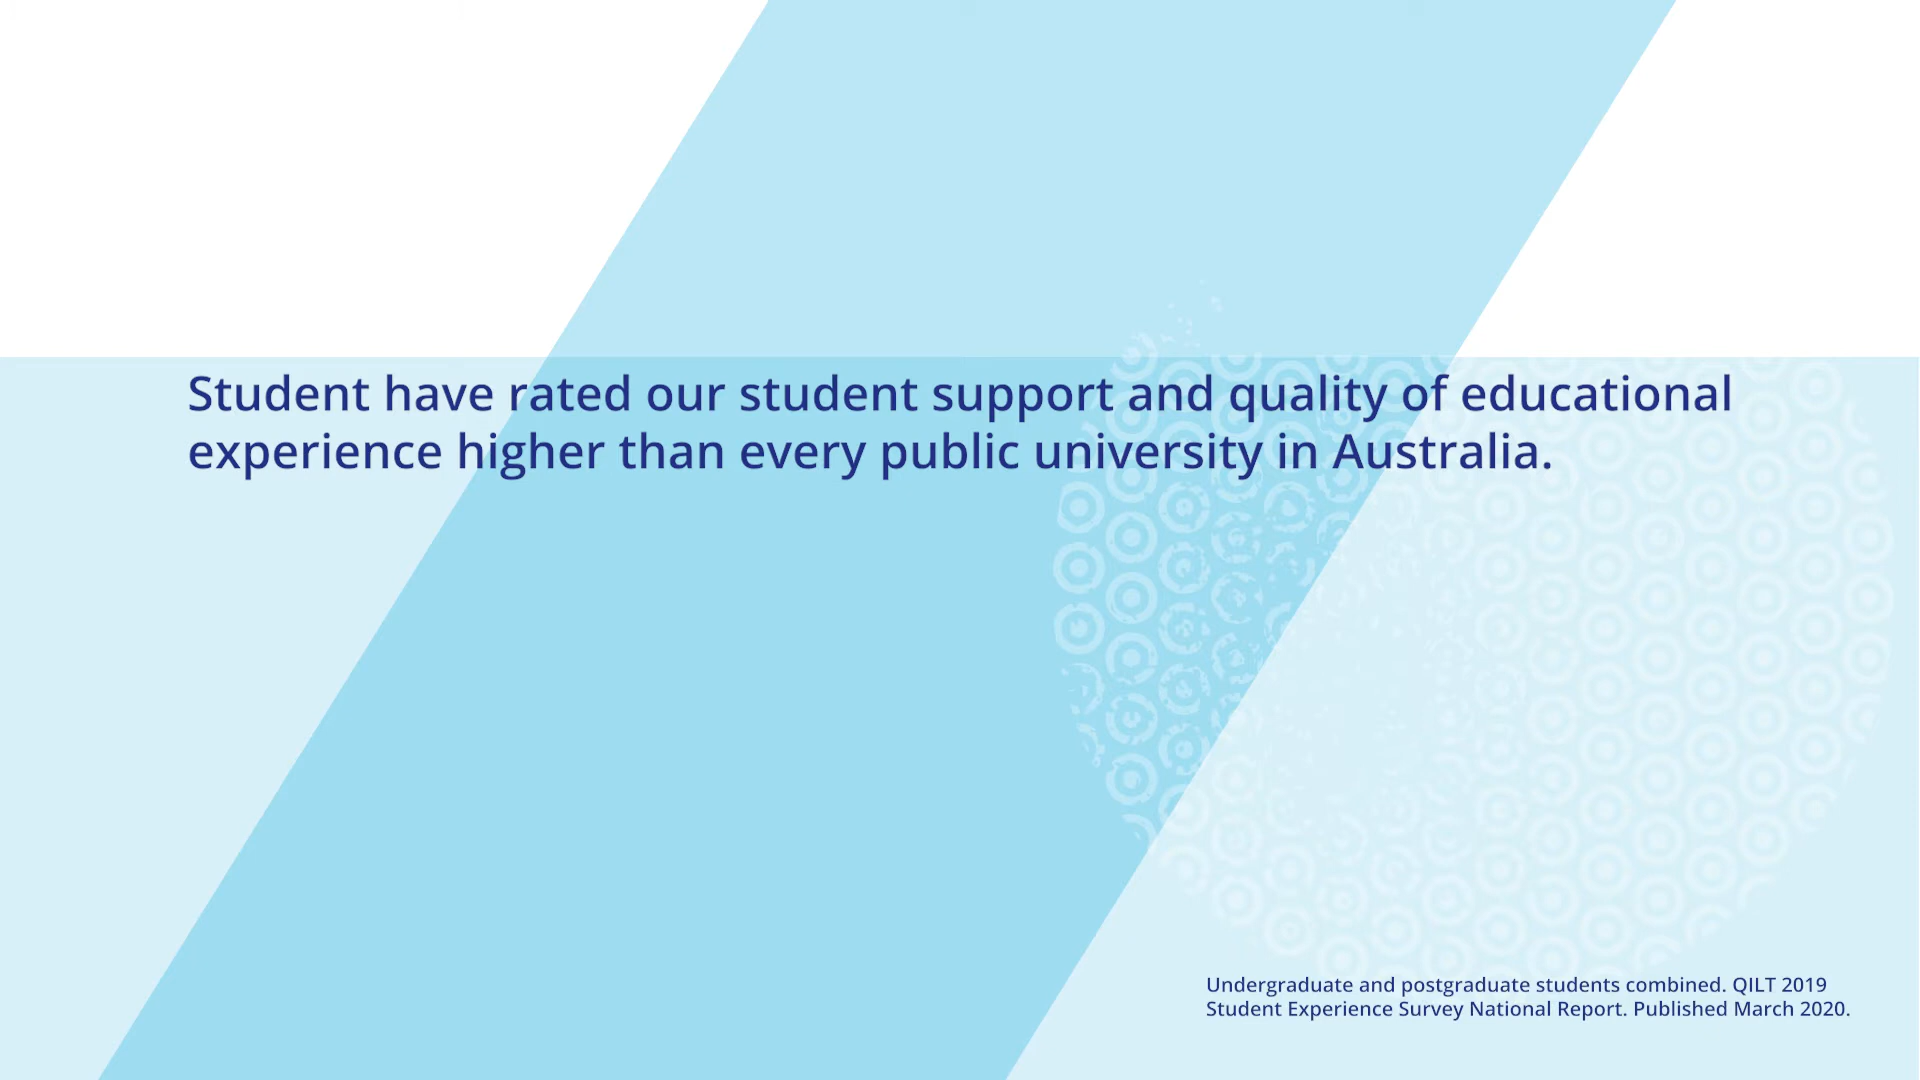 Student have rated our student support and quality of educational
experience higher than every public university in Australia.
Undergraduate and postgraduate students combined. QILT 2019
Student Experience Survey National Report. Published March 2020.